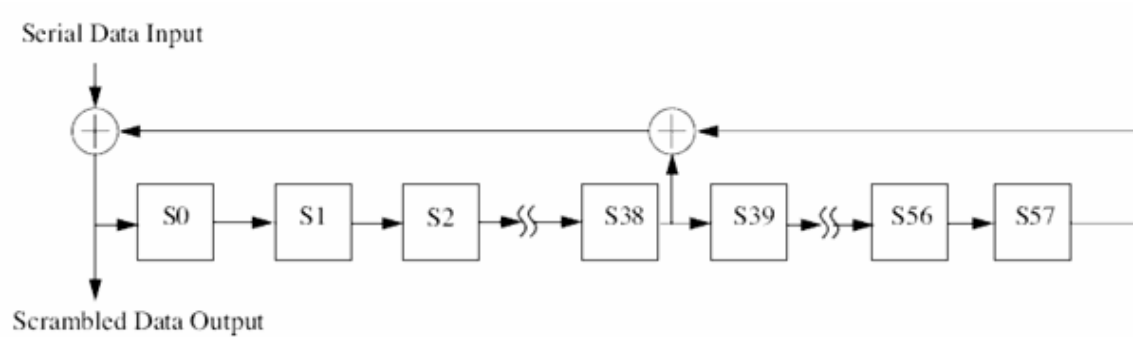 Serial Data Input
S0 S1 S2 S38 S39 S56 S57
Scrambled Data Output